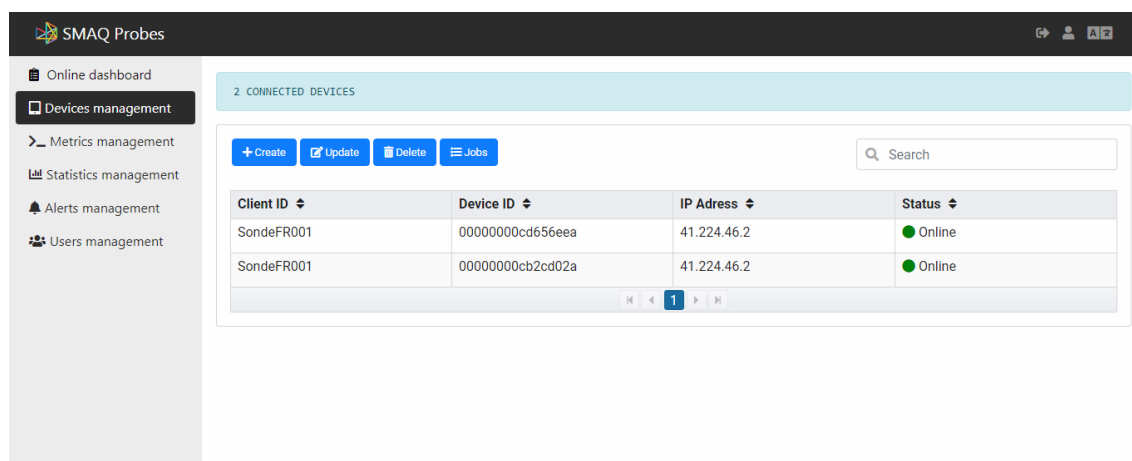 SMAQ Probes
Online dashboard
Devices management
Metrics management
Statistics management
Alerts management
Users management
2 CONNECTED DEVICES
Create Update Delete Jobs
Search
Client ID Device ID IP Adress Status
SondeFR001 00000000cd656eea 41.224.46.2 Online
SondeFR001 00000000cb2cd02a 41.224.46.2 Online
1